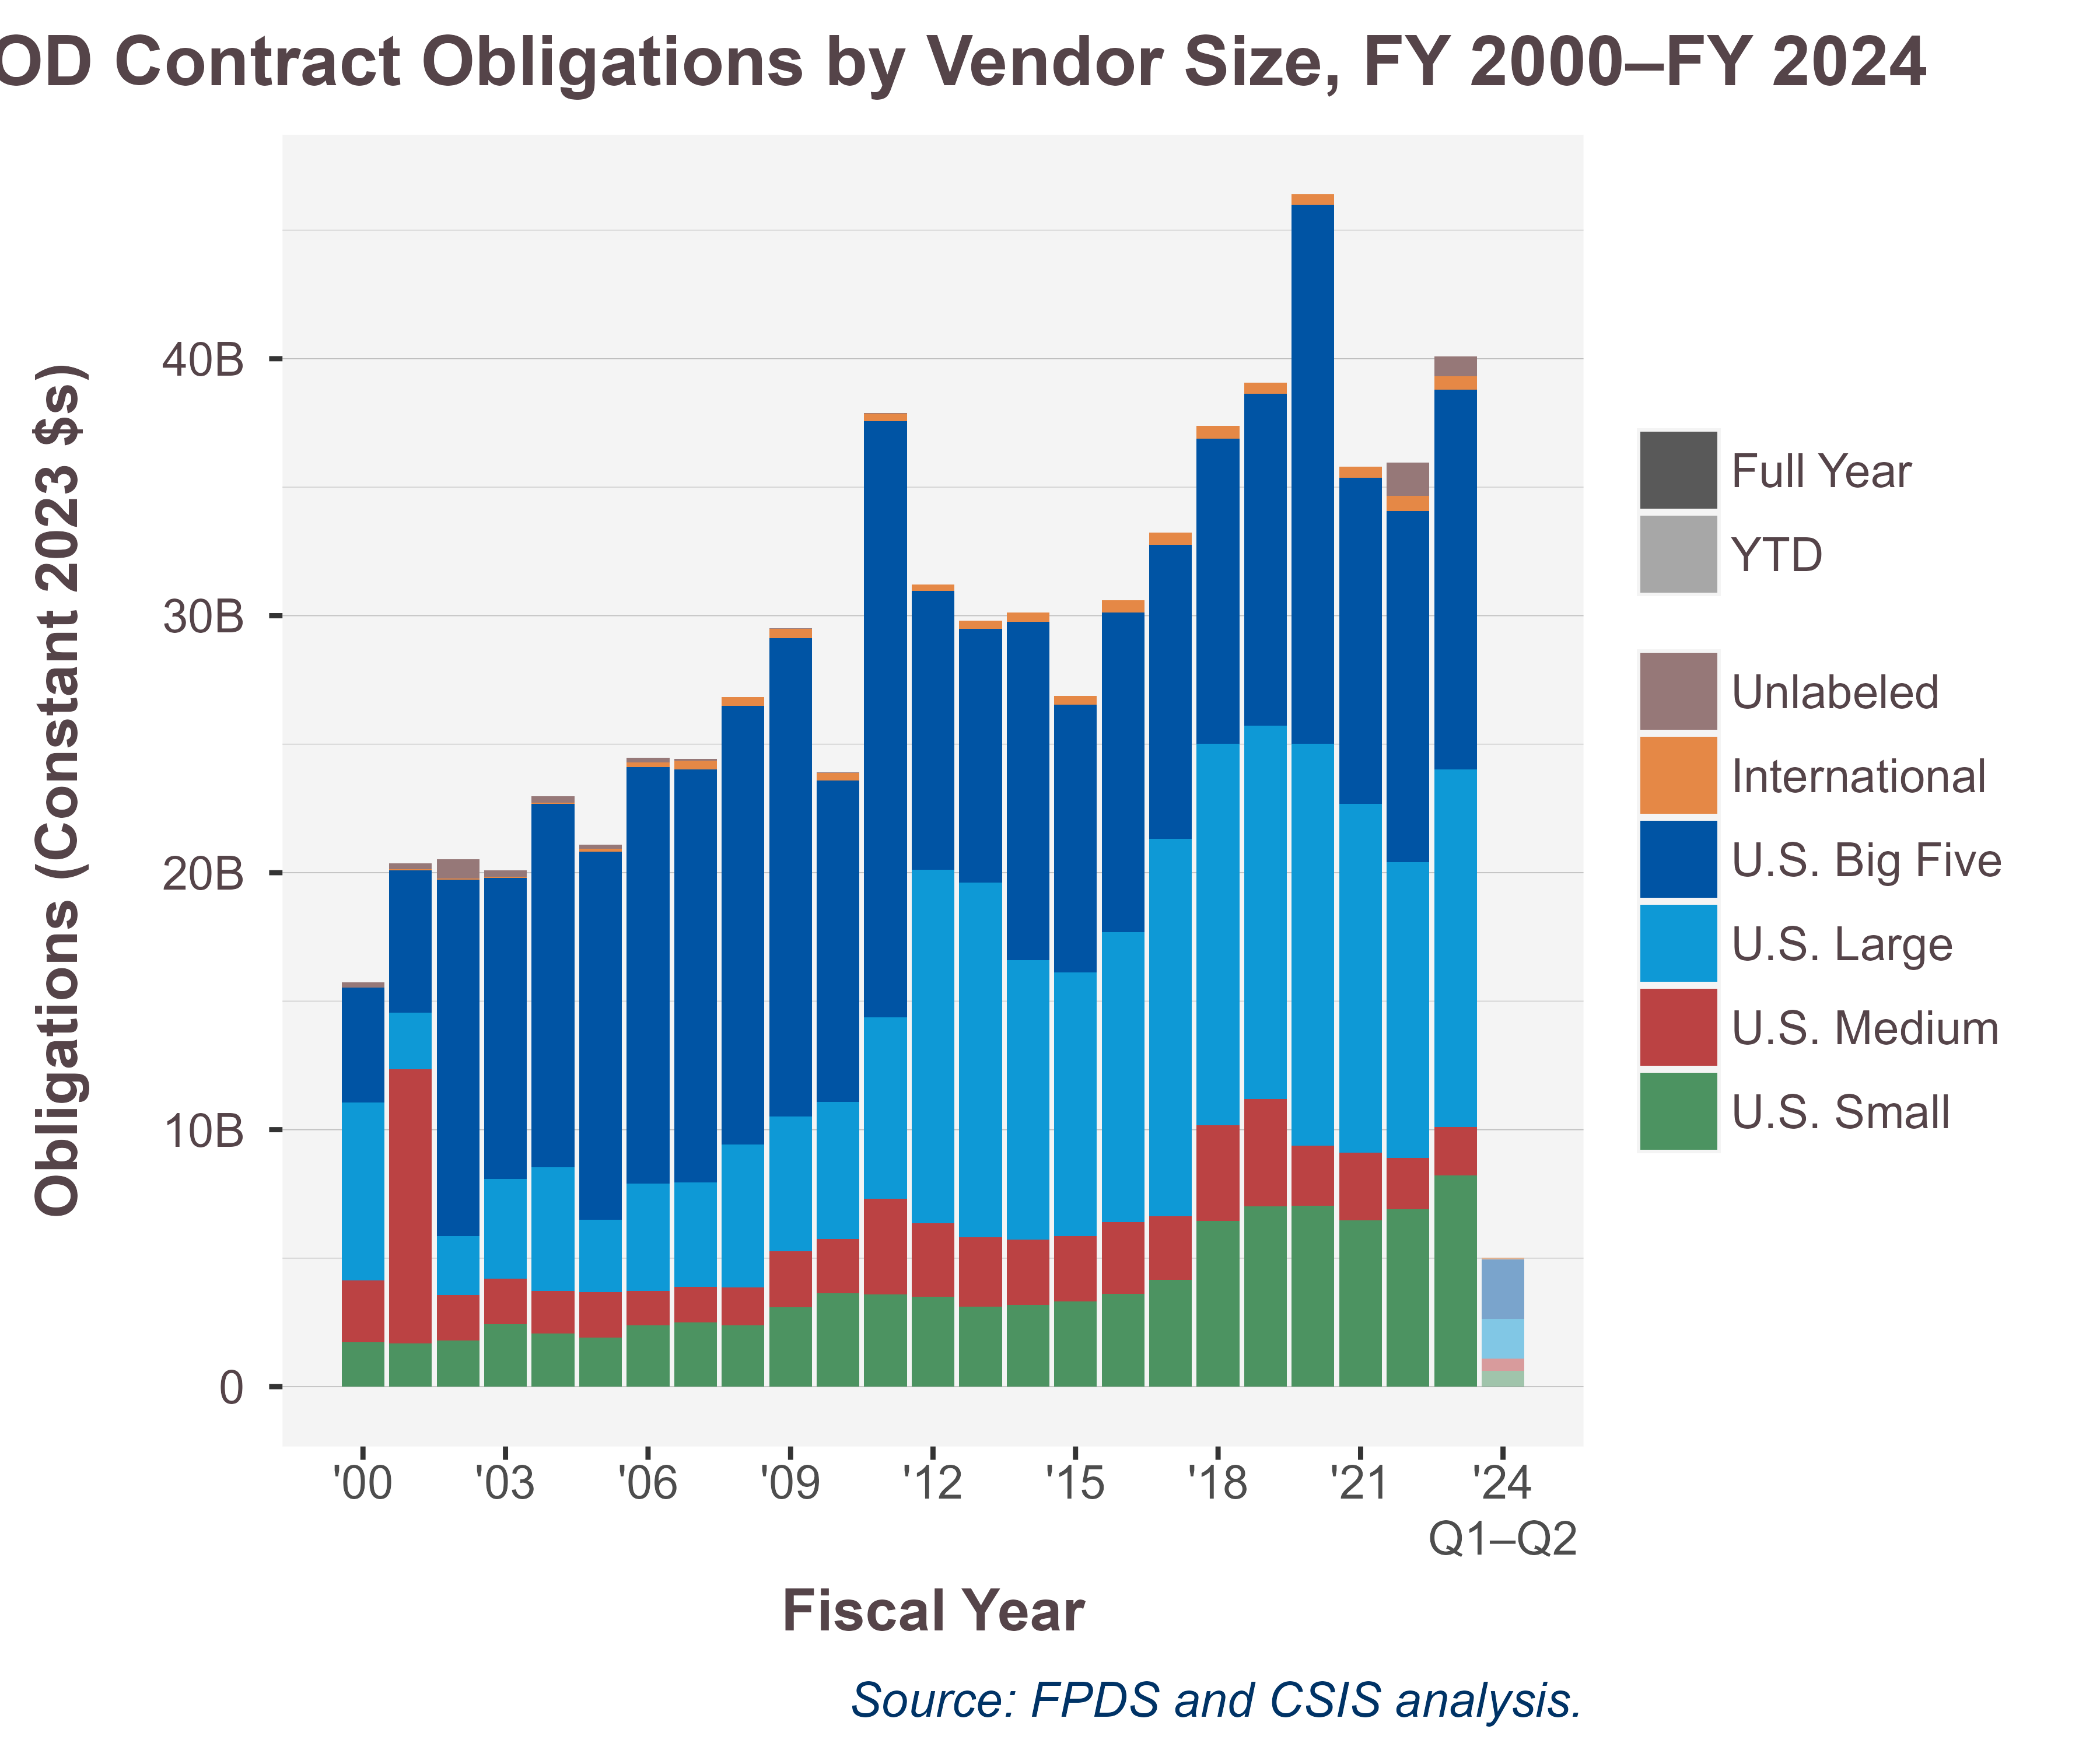 OD Contract Obligations by Vendor Size, FY 2000–FY 2024
Obligations (Constant 2023 $s)
40B
30B
20B
10B
0
'00 '03 '06 '09 '12 '15 '18 '21 '24
Q1–Q2
Fiscal Year
Full Year
YTD
Unlabeled
International
U.S. Big Five
U.S. Large
U.S. Medium
U.S. Small
Source: FPDS and CSIS analysis.